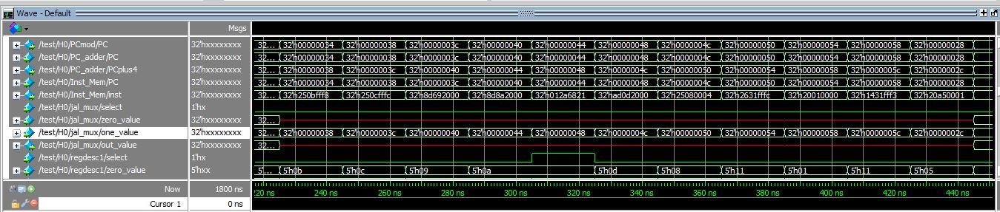 Wave - Default
Msgs
/test/H0/PCmod/PC 32'hxxxxxxxx 32... 32'h00000034 32'h00000038 32'h0000003c 32'h00000040 32'h00000044 32'h00000048 32'h0000004c 32'h00000050 32'h00000054 32'h00000058 32'h00000028
/test/H0/PC_adder/PC 32'hxxxxxxxx 32... 32'h00000034 32'h00000038 32'h0000003c 32'h00000040 32'h00000044 32'h00000048 32'h0000004c 32'h00000050 32'h00000054 32'h00000058 32'h00000028
/test/H0/PC_adder/PCplus4 32'hxxxxxxxx 32... 32'h00000038 32'h0000003c 32'h00000040 32'h00000044 32'h00000048 32'h0000004c 32'h00000050 32'h00000054 32'h00000058 32'h0000005c 32'h0000002c
/test/H0/Inst_Mem/PC 32'hxxxxxxxx 32... 32'h00000034 32'h00000038 32'h0000003c 32'h00000040 32'h00000044 32'h00000048 32'h0000004c 32'h00000050 32'h00000054 32'h00000058 32'h00000028
/test/H0/Inst_Mem/inst 32'hxxxxxxxx 32... 32'h250bfff8 32'h250cfffc 32'h8d692000 32'h8d8a2000 32'h012a6821 32'had0d2000 32'h25080004 32'h2631fffc 32'h20010000 32'h1431fff3 32'h20a50001
/test/H0/jal_mux/select 1'hx
/test/H0/jal_mux/zero_value 32'hxxxxxxxx 32...
/test/H0/jal_mux/one_value 32'hxxxxxxxx 32... 32'h00000038 32'h0000003c 32'h00000040 32'h00000044 32'h00000048 32'h0000004c 32'h00000050 32'h00000054 32'h00000058 32'h0000005c 32'h0000002c
/test/H0/jal_mux/out_value 32'hxxxxxxxx 32...
/test/H0/regdesc1/select 1'hx
/test/H0/regdesc1/zero_value 5'hxx 5'... 5'h0b 5'h0c 5'h09 5'h0a 5'h0d 5'h08 5'h11 5'h01 5'h11 5'h05
Now 1800 ns 220 ns 240 ns 260 ns 280 ns 300 ns 320 ns 340 ns 360 ns 380 ns 400 ns 420 ns 440 ns
Cursor 1 0 ns